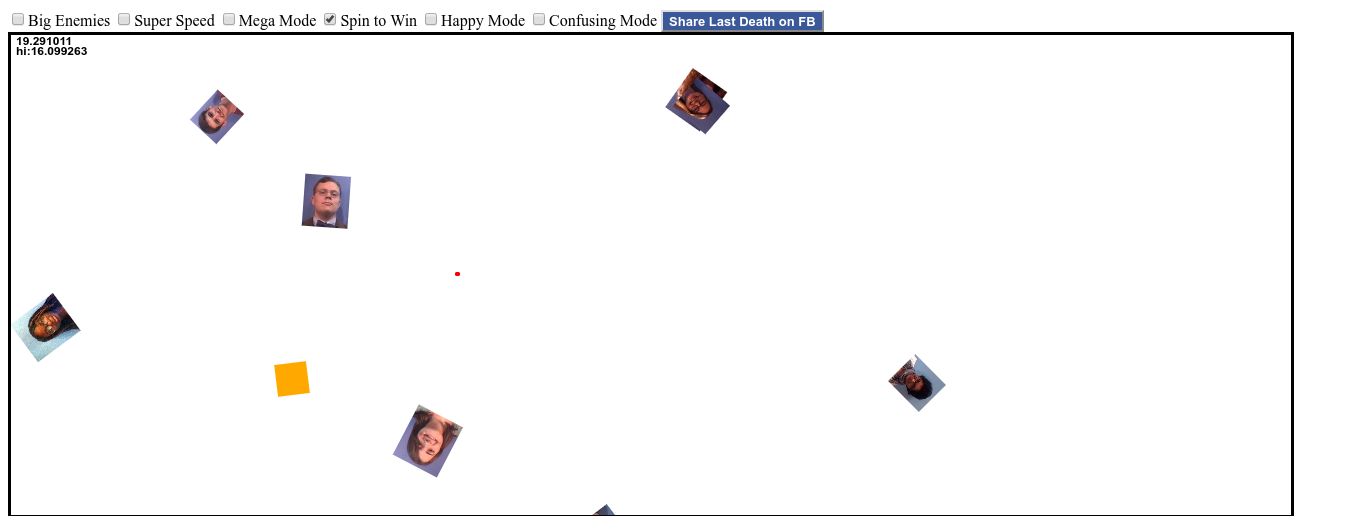 Big Enemies Super Speed Mega Mode Spin to Win Happy Mode Confusing Mode Share Last Death on FB
19.291011
hi:16.099263